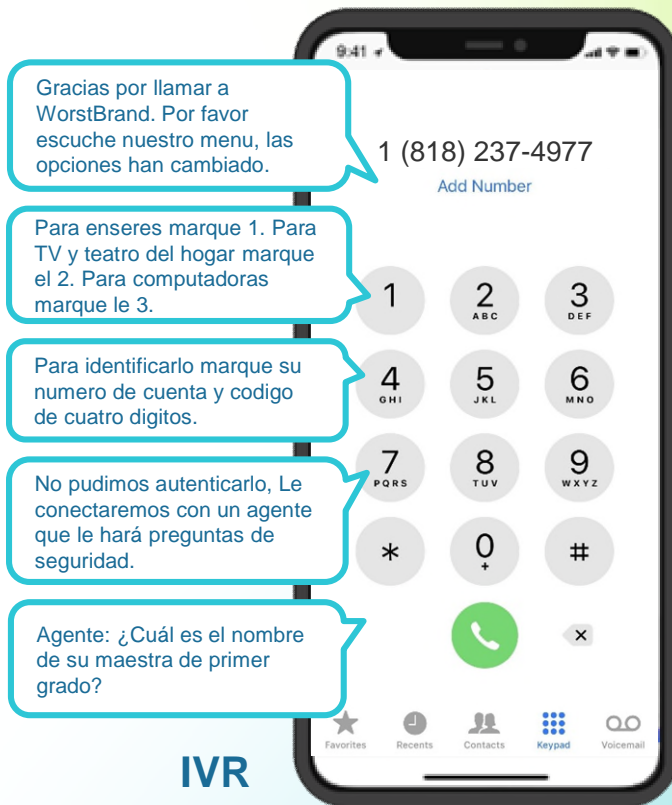 9:41
Gracias por llamar a
WorstBrand. Por favor
escuche nuestro menu, las
opciones han cambiado.
1 (818) 237-4977
Add Number
Para enseres marque 1. Para
TV y teatro del hogar marque
el 2. Para computadoras
marque le 3.
1 2 3
ABC DEF
Para identificarlo marque su
numero de cuenta y codigo
de cuatro digitos.
4 5 6
GHI JKL MNO
No pudimos autenticarlo, Le
conectaremos con un agente
que le hará preguntas de
seguridad.
7 8 9
PQRS TUV WXYZ
* 0 #
+
Agente: ¿Cuál es el nombre
de su maestra de primer
grado?
Favorites Recents Contacts Keypad Voicemail
IVR